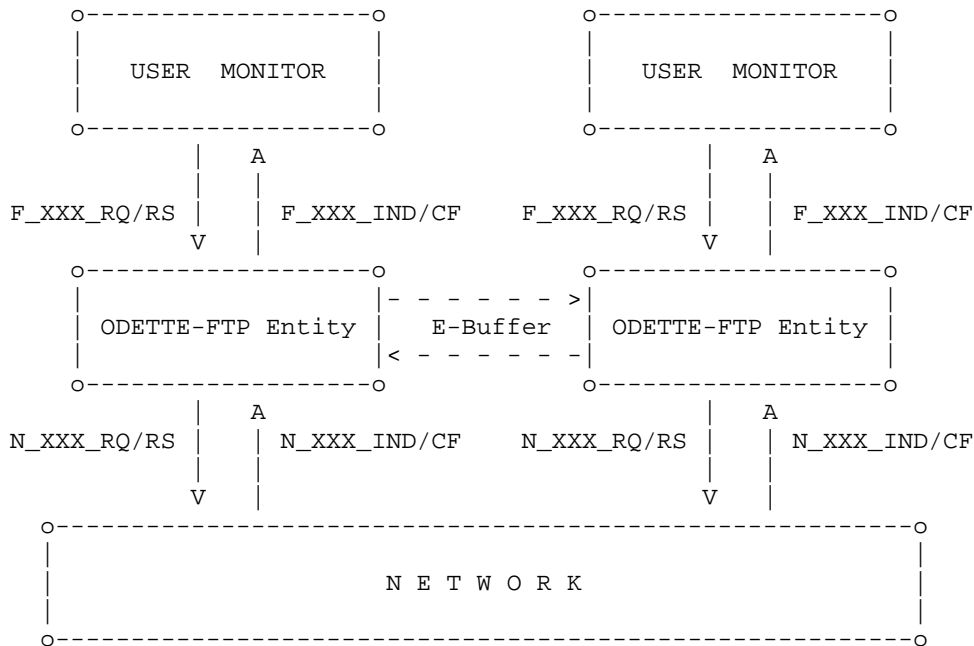 USER MONITOR USER MONITOR
A A
F_XXX_RQ/RS F_XXX_IND/CF F_XXX_RQ/RS F_XXX_IND/CF
V V
ODETTE-FTP Entity E-Buffer ODETTE-FTP Entity
A A
N_XXX_RQ/RS N_XXX_IND/CF N_XXX_RQ/RS N_XXX_IND/CF
V V
N E T W O R K